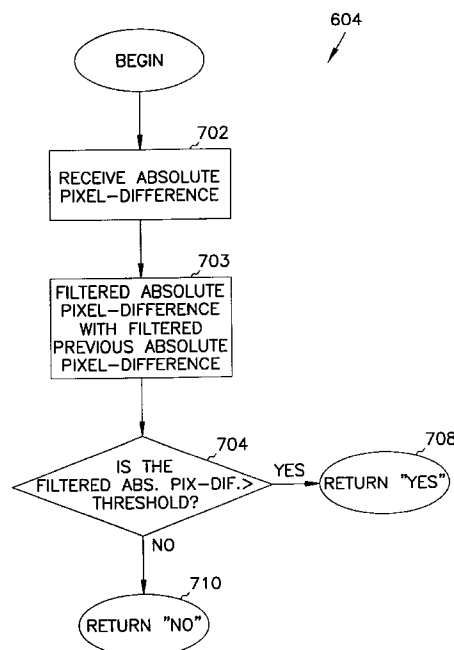 604
BEGIN
702
RECEIVE ABSOLUTE
PIXEL-DIFFERENCE
703
FILTERED ABSOLUTE
PIXEL-DIFFERENCE
WITH FILTERED
PREVIOUS ABSOLUTE
PIXEL-DIFFERENCE
704
IS THE
FILTERED ABS. PIX-DIF.>
THRESHOLD?
YES
708
RETURN "YES"
NO
710
RETURN "NO"